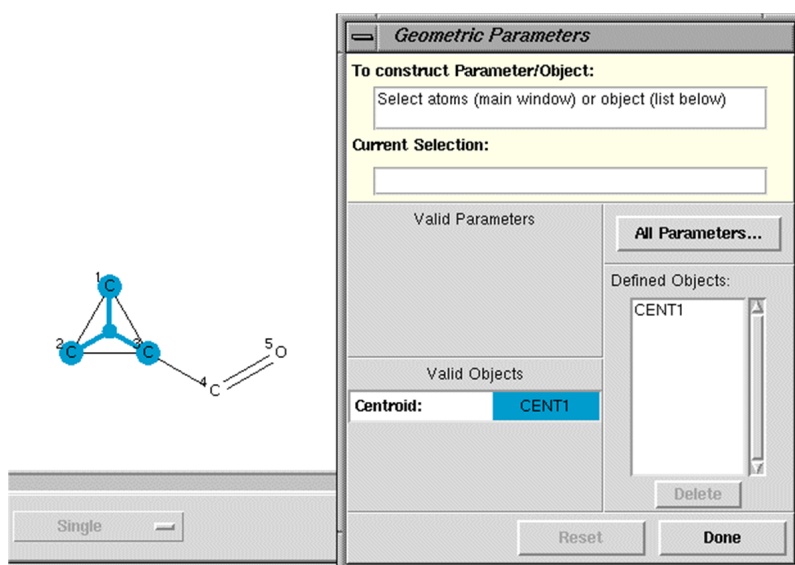 Geometric Parameters
To construct Parameter/Object:
Select atoms (main window) or object (list below)
Current Selection:
Valid Parameters
All Parameters...
Defined Objects:
CENT1
Valid Objects
Centroid: CENT1
Delete
Reset Done
1 C
2 C 3 C
4 C
5 O
Single